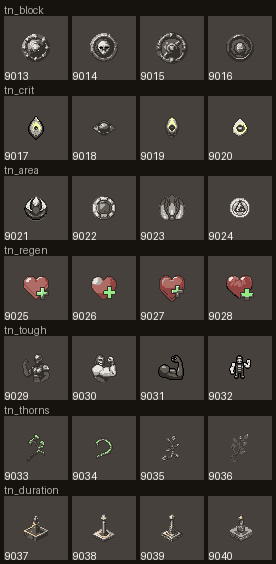 tn_block
9013 9014 9015 9016
tn_crit
9017 9018 9019 9020
tn_area
9021 9022 9023 9024
tn_regen
9025 9026 9027 9028
tn_tough
9029 9030 9031 9032
tn_thorns
9033 9034 9035 9036
tn_duration
9037 9038 9039 9040